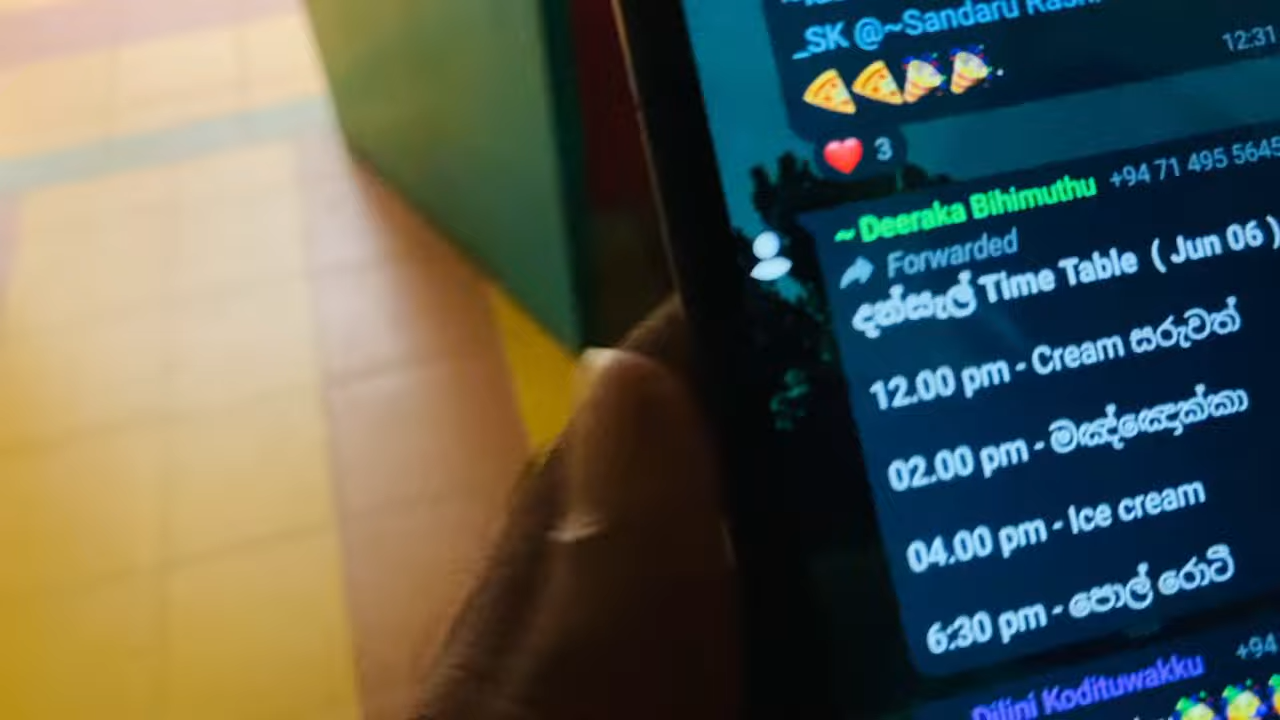 _SK @~Sandaru
🍕🍕🎉🎉.
12:31
❤️ 3
~ Deeraka Bihimuthu +94 71 495 5645
Forwarded
දන්සැල් Time Table ( Jun 06 )
12.00 pm - Cream සරුවත්
02.00 pm - මඤ්ඤොක්කා
04.00 pm - Ice cream
6:30 pm - පොල් රොටී
Dilini Kodituwakku +94